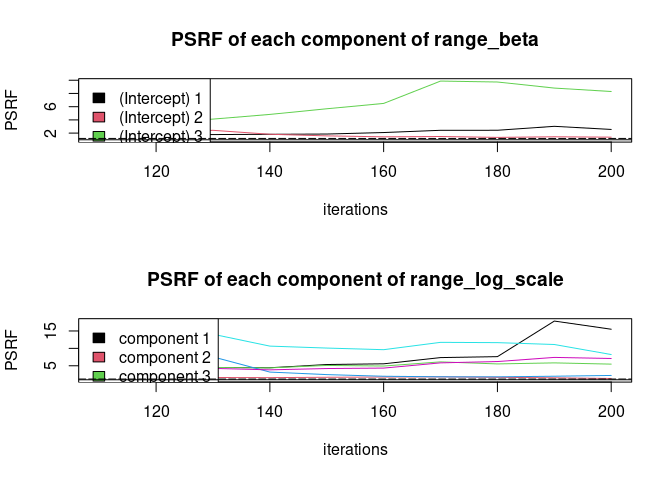 PSRF of each component of range_beta
PSRF
2 6
(Intercept) 1
(Intercept) 2
(Intercept) 3
120 140 160 180 200
iterations
PSRF of each component of range_log_scale
PSRF
5 15
component 1
component 2
component 3
120 140 160 180 200
iterations